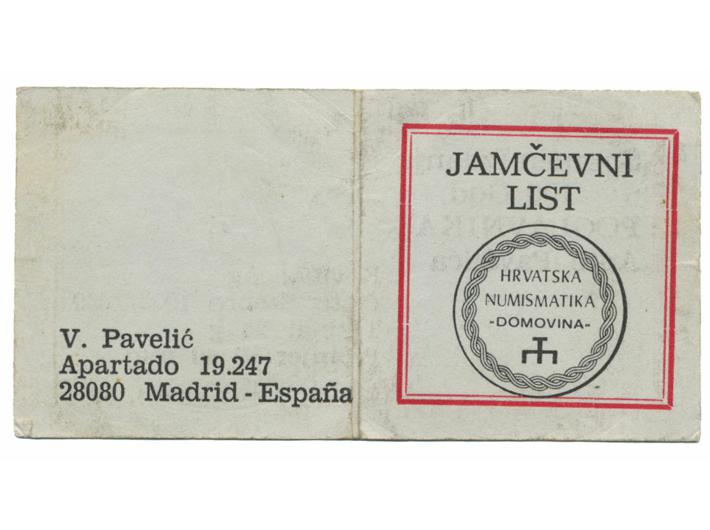 V. Pavelić
Apartado 19.247
28080 Madrid - España
JAMČEVNI
LIST
HRVATSKA
NUMISMATIKA
-DOMOVINA-